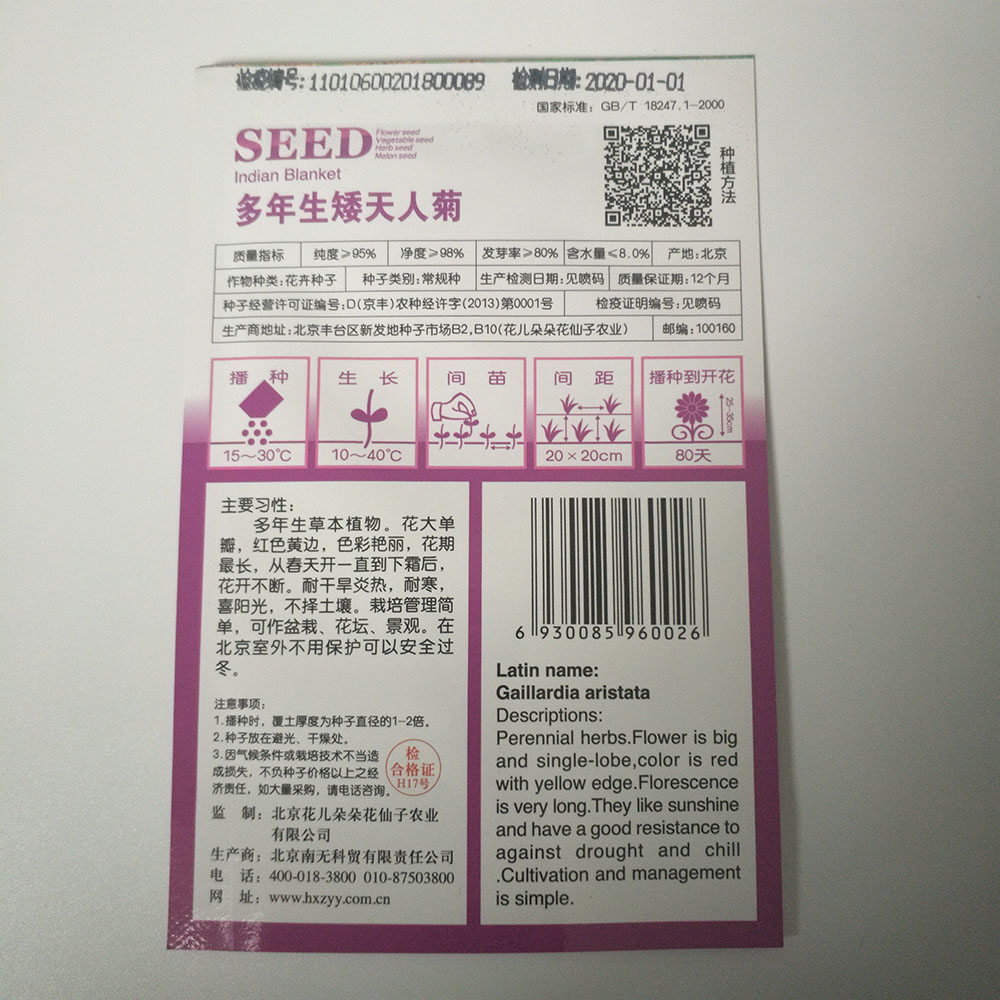 检疫编号:11010600201800089 检测日期:2020-01-01
国家标准: GB/T 18247.1-2000
SEED
Flower seed
Vegetable seed
Herb seed
Melon seed
Indian Blanket
种植方法
多年生矮天人菊
质量指标 纯度≥95% 净度≥98% 发芽率≥80% 含水量≤8.0% 产地:北京
作物种类:花卉种子 种子类别:常规种 生产检测日期:见喷码 质量保证期:12个月
种子经营许可证编号:D(京丰)农种经许字(2013)第0001号 检疫证明编号:见喷码
生产商地址:北京丰台区新发地种子市场B2,B10(花儿朵朵花仙子农业) 邮编:100160
播 种 生 长 间 苗 间 距 播种到开花
25~35cm
15～30℃ 10～40℃ 20×20cm 80天
主要习性:
多年生草本植物。花大单
瓣，红色黄边，色彩艳丽，花期
最长，从春天开一直到下霜后，
花开不断。耐干旱炎热，耐寒，
喜阳光，不择土壤。栽培管理简
单，可作盆栽、花坛、景观。在
北京室外不用保护可以安全过
冬。
注意事项:
1.播种时，覆土厚度为种子直径的1-2倍。
2.种子放在避光、干燥处。
3.因气候条件或栽培技术不当造
成损失，不负种子价格以上之经
济责任，如大量采购，请电话咨询。
检
合格证
H17号
监 制: 北京花儿朵朵花仙子农业
有限公司
生产商: 北京南无科贸有限责任公司
电 话: 400-018-3800 010-87503800
网 址: www.hxzyy.com.cn
6 930085 960026
Latin name:
Gaillardia aristata
Descriptions:
Perennial herbs.Flower is big
and single-lobe,color is red
with yellow edge.Florescence
is very long.They like sunshine
and have a good resistance to
against drought and chill
.Cultivation and management
is simple.